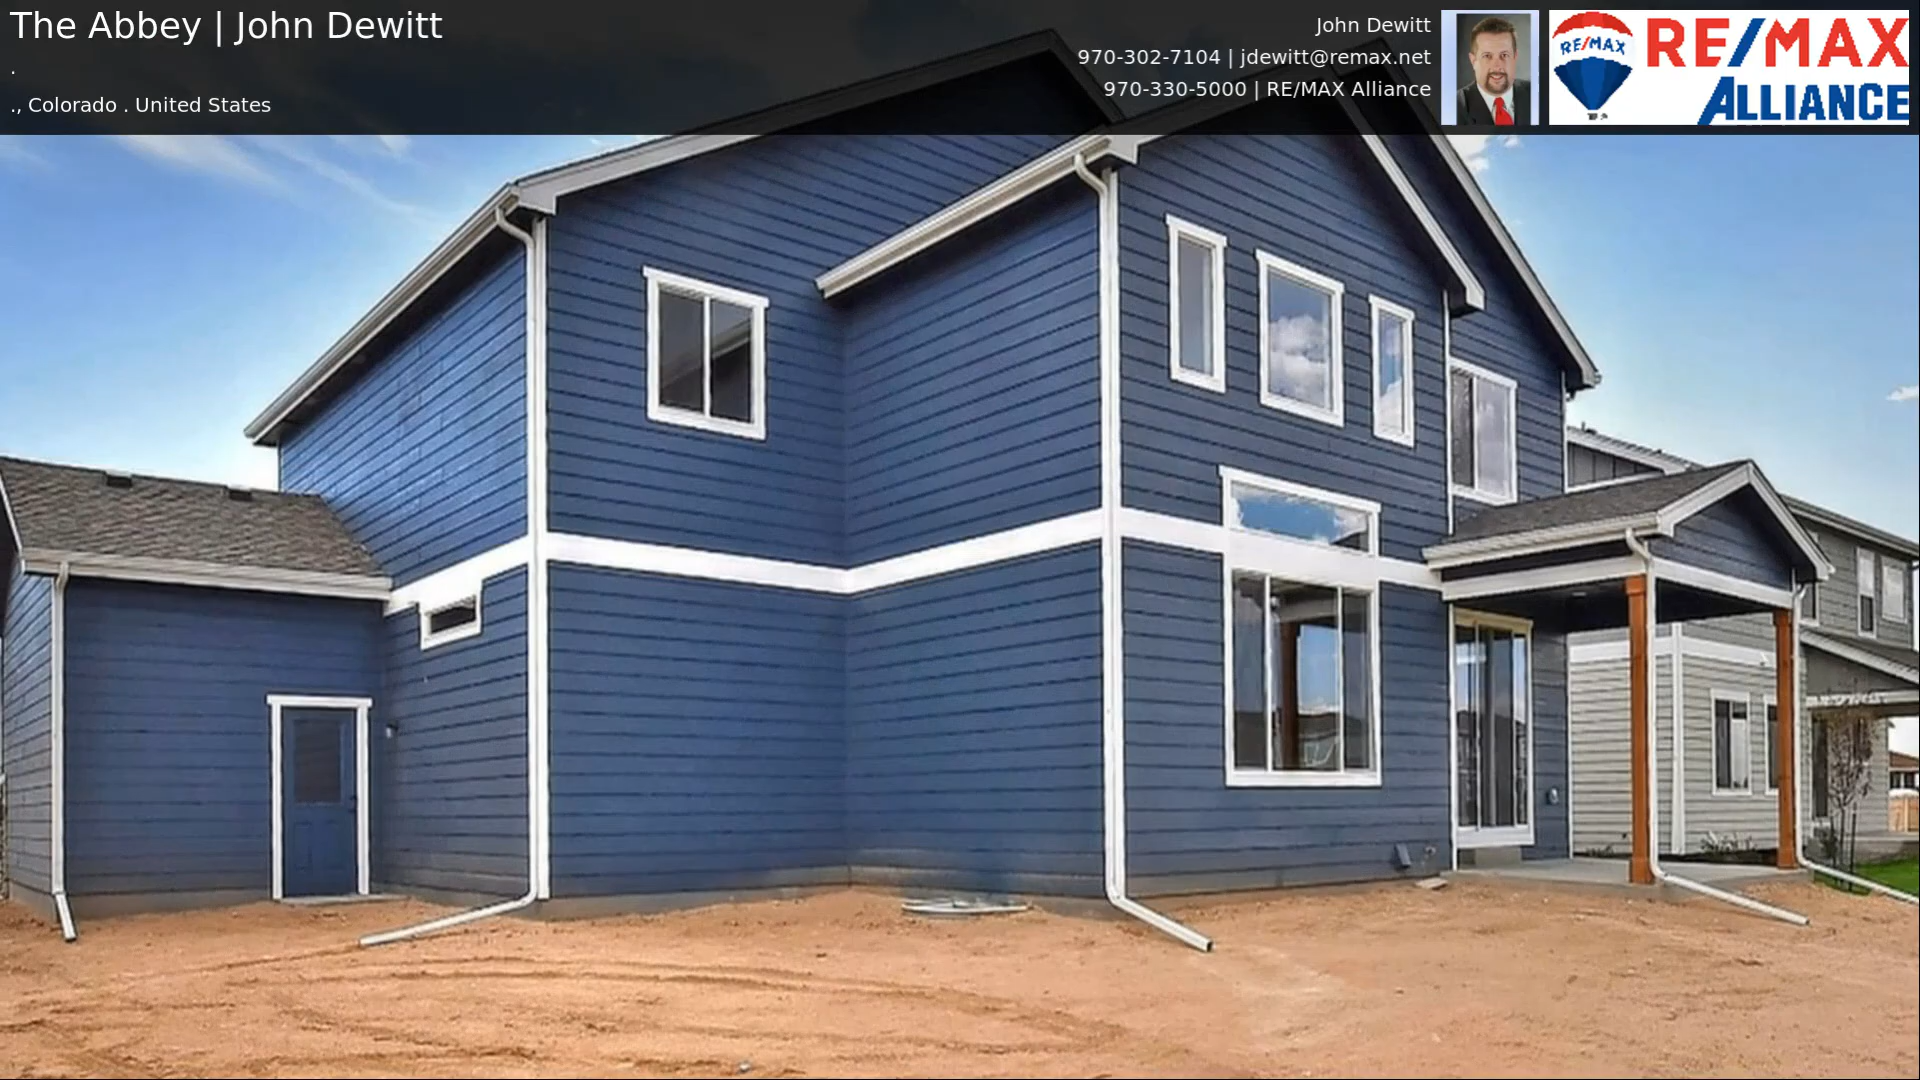 The Abbey | John Dewitt
.
., Colorado . United States
John Dewitt
970-302-7104 | jdewitt@remax.net
970-330-5000 | RE/MAX Alliance
RE/MAX
RE/MAX
ALLIANCE